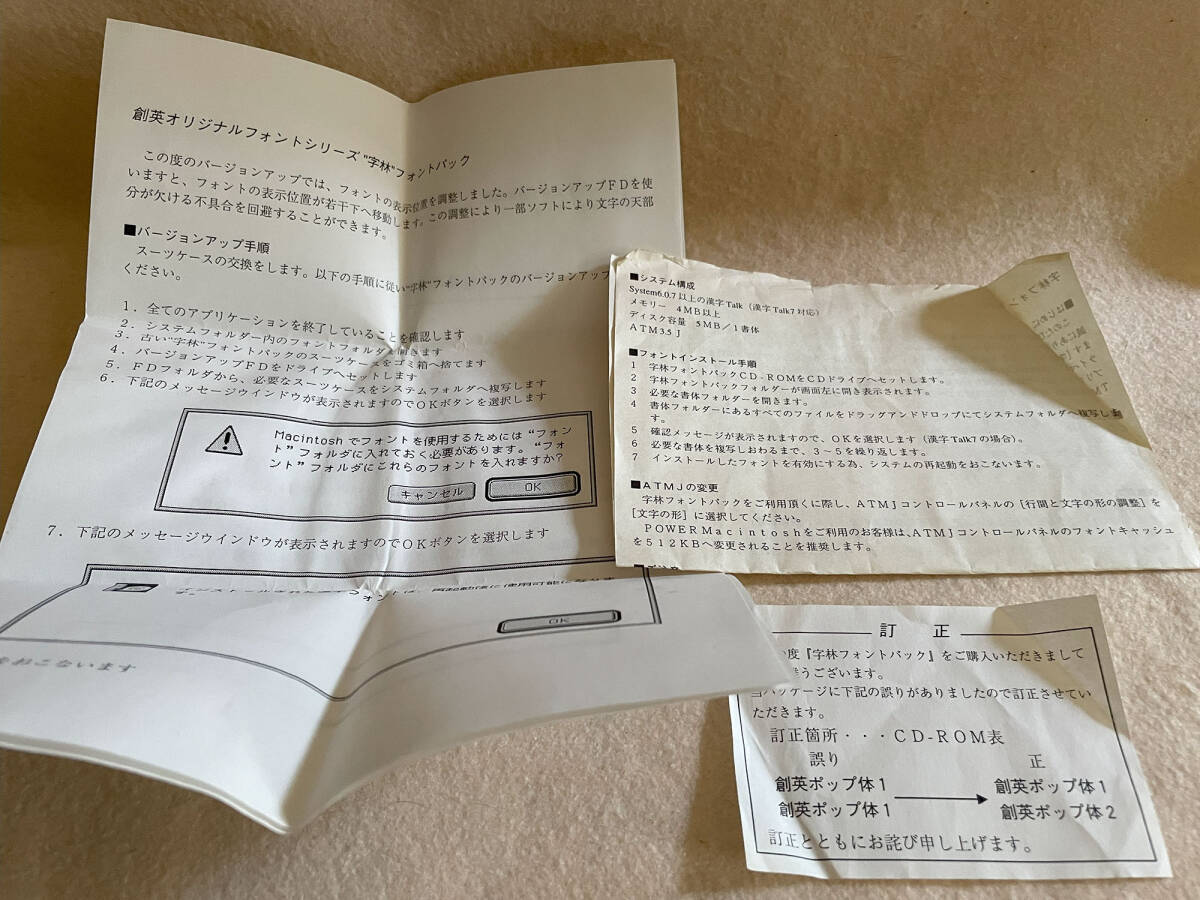 創英オリジナルフォントシリーズ"字林"フォントパック
この度のバージョンアップでは、フォントの表示位置を調整しました。バージョンアップFDを使
いますと、フォントの表示位置が若干下へ移動します。この調整により一部ソフトにより文字の天部
分が欠ける不具合を回避することができます。
■バージョンアップ手順
スーツケースの交換をします。以下の手順に従い"字林"フォントパックのバージョンアップ
ください。
1．全てのアプリケーションを終了していることを確認します
2．システムフォルダー内のフォントフォルダを開きます
3．古い"字林"フォントパックのスーツケースをゴミ箱へ捨てます
4．バージョンアップFDをドライブへセットします
5．FDフォルダから、必要なスーツケースをシステムフォルダへ複写します
6．下記のメッセージウインドウが表示されますのでOKボタンを選択します
Macintoshでフォントを使用するためには"フォン
ト"フォルダに入れておく必要があります。"フォ
ント"フォルダにこれらのフォントを入れますか?
キャンセル
OK
7．下記のメッセージウインドウが表示されますのでOKボタンを選択します
OK
をおこないます
■システム構成
System6.0.7以上の漢字Talk（漢字Talk7対応）
メモリー 4MB以上
ディスク容量 5MB／1書体
ATM3.5J
■フォントインストール手順
1 字林フォントパックCD-ROMをCDドライブへセットします。
2 字林フォントパックフォルダーが画面左に開き表示されます。
3 必要な書体フォルダーを開きます。
4 書体フォルダーにあるすべてのファイルをドラッグアンドドロップにてシステムフォルダへ複写しま
す。
5 確認メッセージが表示されますので、OKを選択します（漢字Talk7の場合）。
6 必要な書体を複写しおわるまで、3～5を繰り返します。
7 インストールしたフォントを有効にする為、システムの再起動をおこないます。
■ATMJの変更
字林フォントパックをご利用頂くに際し、ATMJコントロールパネルの［行間と文字の形の調整］を
［文字の形］に選択してください。
POWERMacintoshをご利用のお客様は、ATMJコントロールパネルのフォントキャッシュ
を512KBへ変更されることを推奨します。
字林フォン
■はじめに
訂 正
度『字林フォントパック』をご購入いただきまして
うございます。
当パッケージに下記の誤りがありましたので訂正させてい
ただきます。
訂正箇所・・・CD-ROM表
誤り 正
創英ポップ体1 創英ポップ体1
創英ポップ体1 創英ポップ体2
訂正とともにお詫び申し上げます。